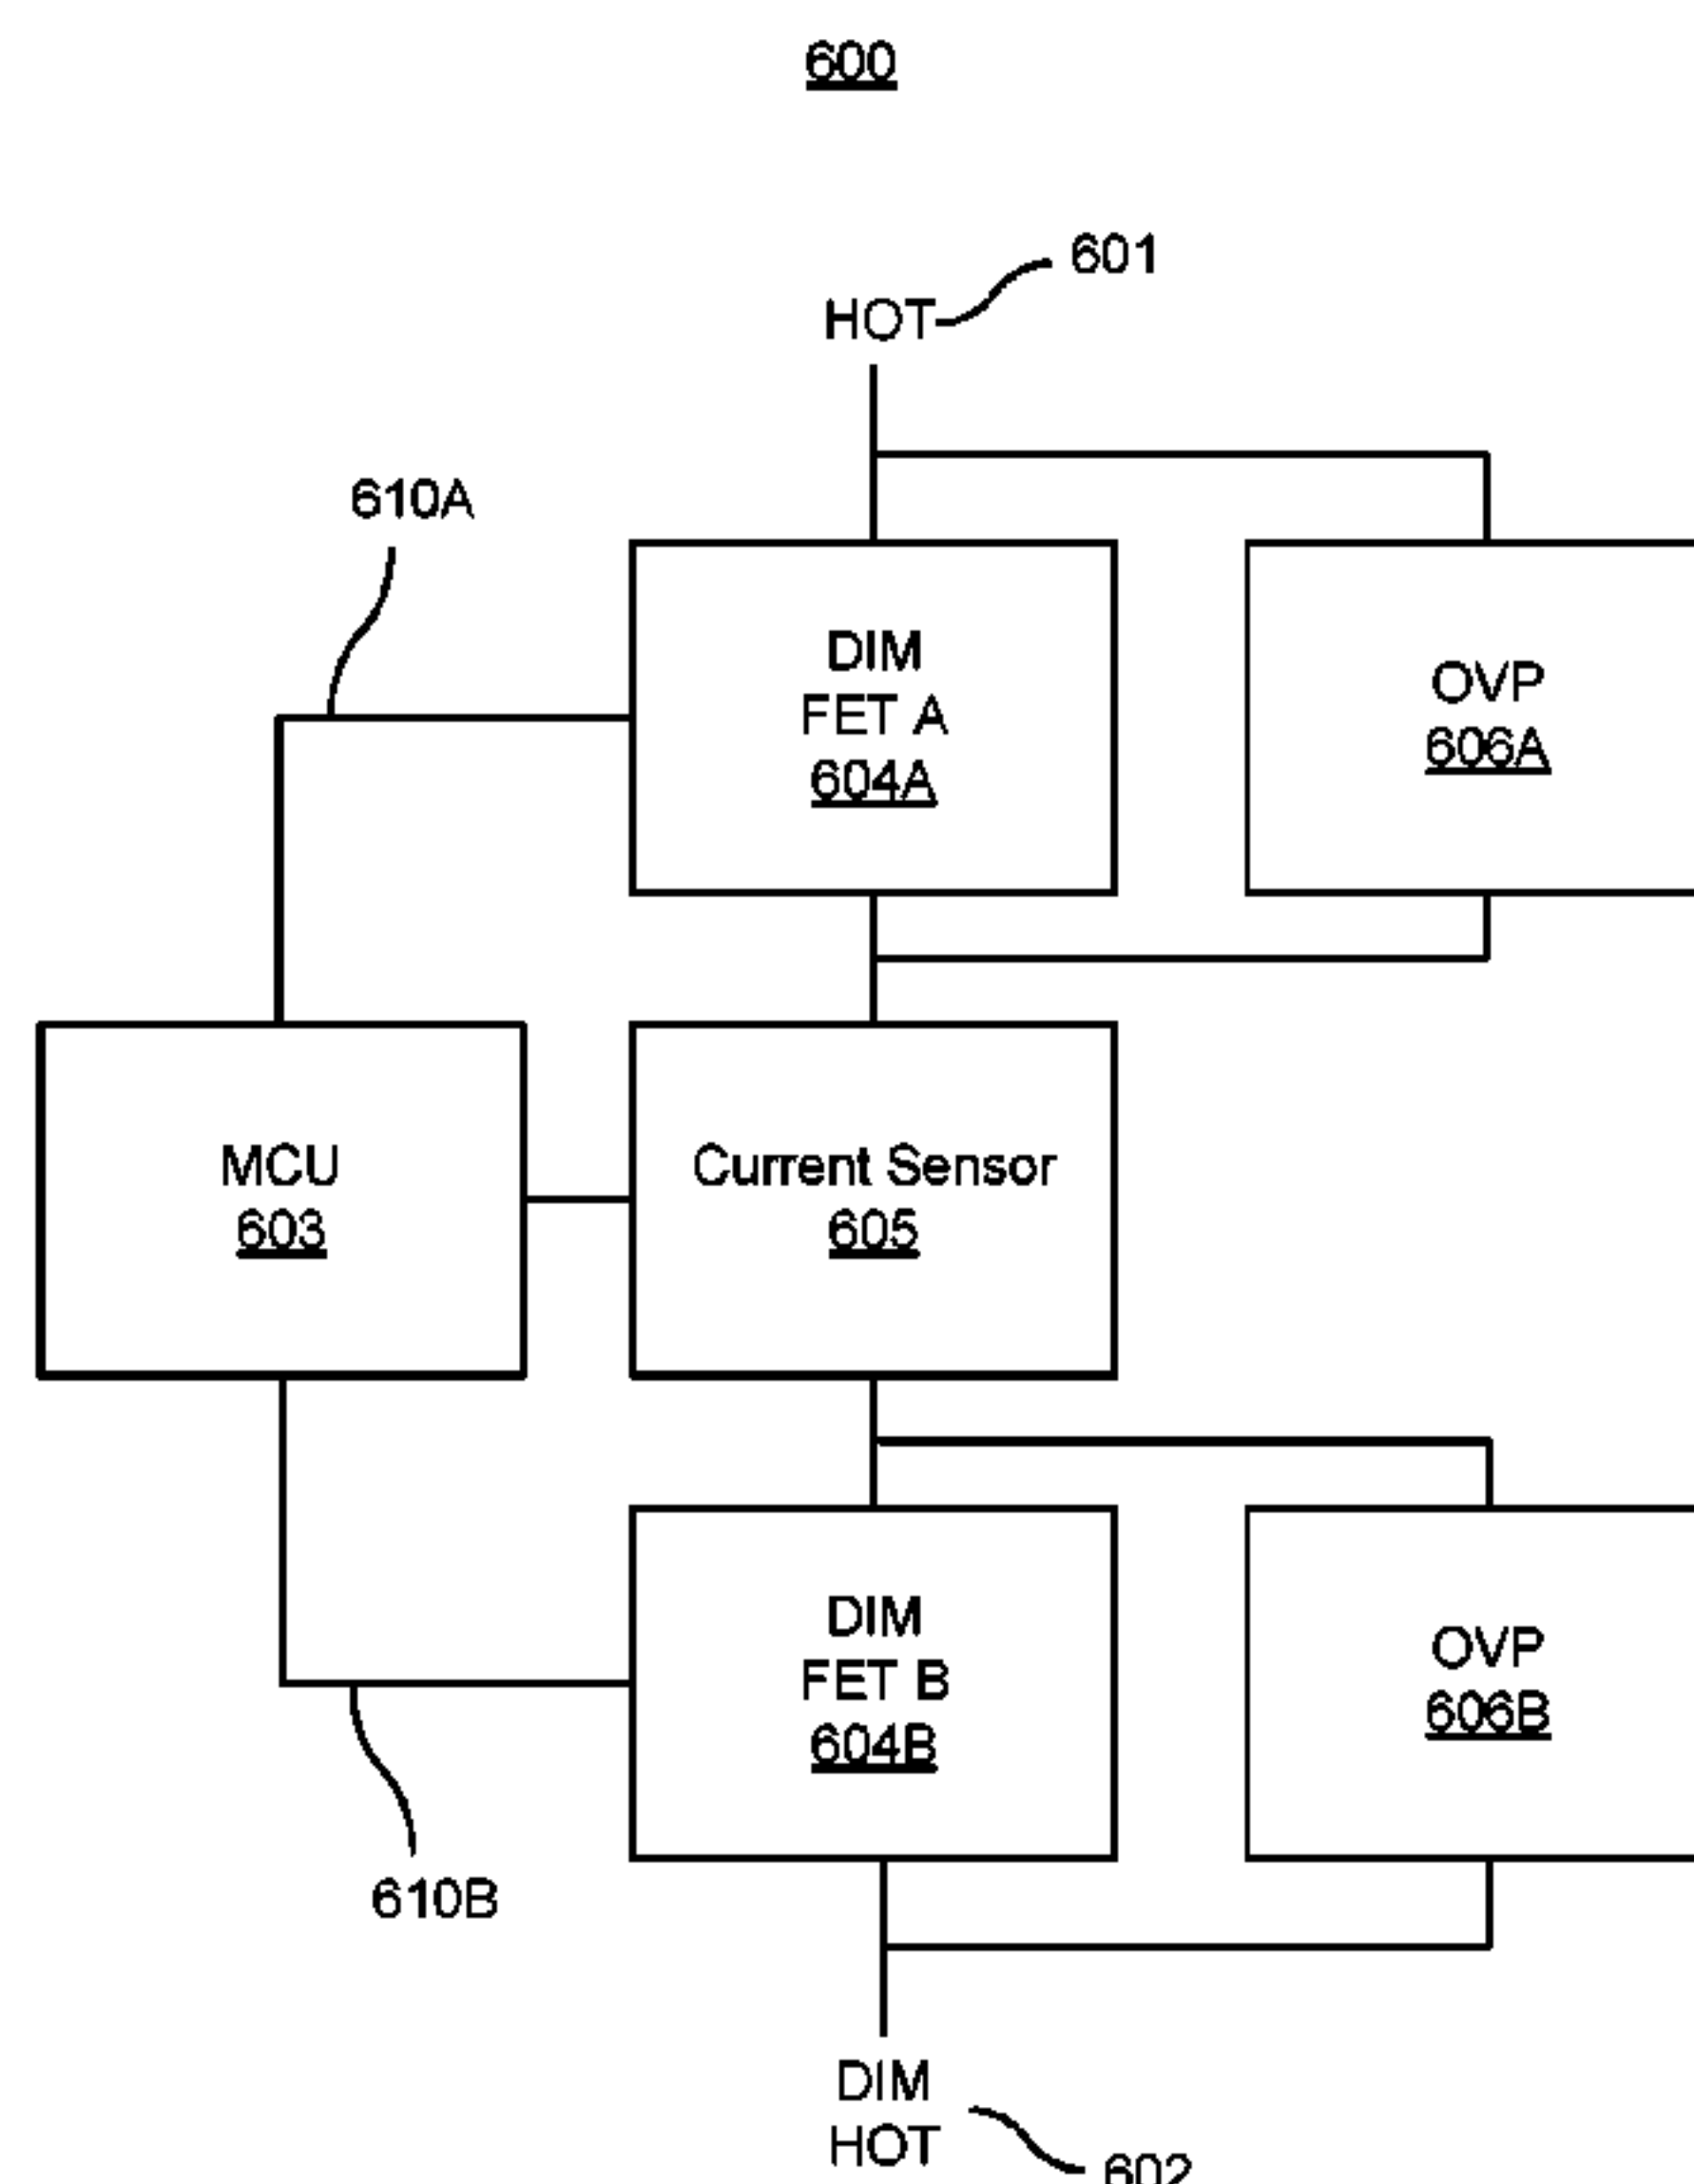 600
601
HOT
610A
DIM
FET A
604A
OVP
606A
MCU
603
Current Sensor
605
DIM
FET B
604B
OVP
606B
610B
DIM
HOT
602